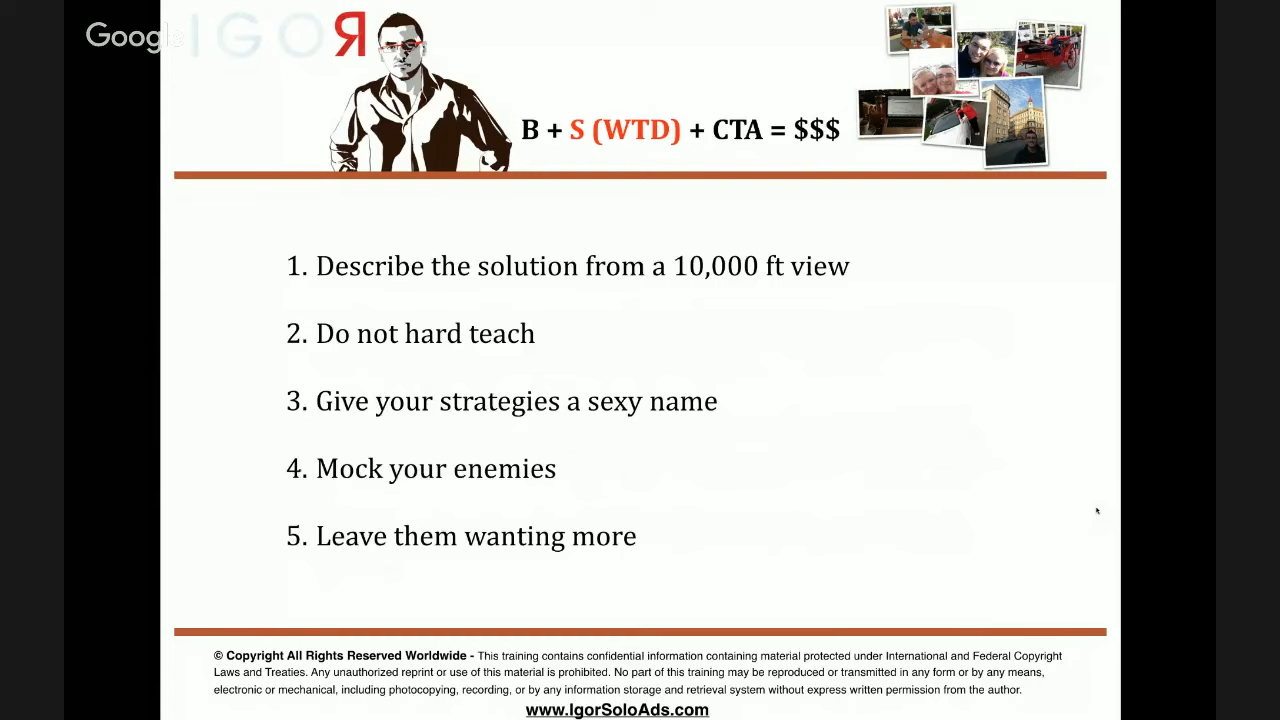 Google
IGOЯ
B + S (WTD) + CTA = $$$
1. Describe the solution from a 10,000 ft view
2. Do not hard teach
3. Give your strategies a sexy name
4. Mock your enemies
5. Leave them wanting more
© Copyright All Rights Reserved Worldwide - This training contains confidential information containing material protected under International and Federal Copyright
Laws and Treaties. Any unauthorized reprint or use of this material is prohibited. No part of this training may be reproduced or transmitted in any form or by any means,
electronic or mechanical, including photocopying, recording, or by any information storage and retrieval system without express written permission from the author.
www.IgorSoloAds.com